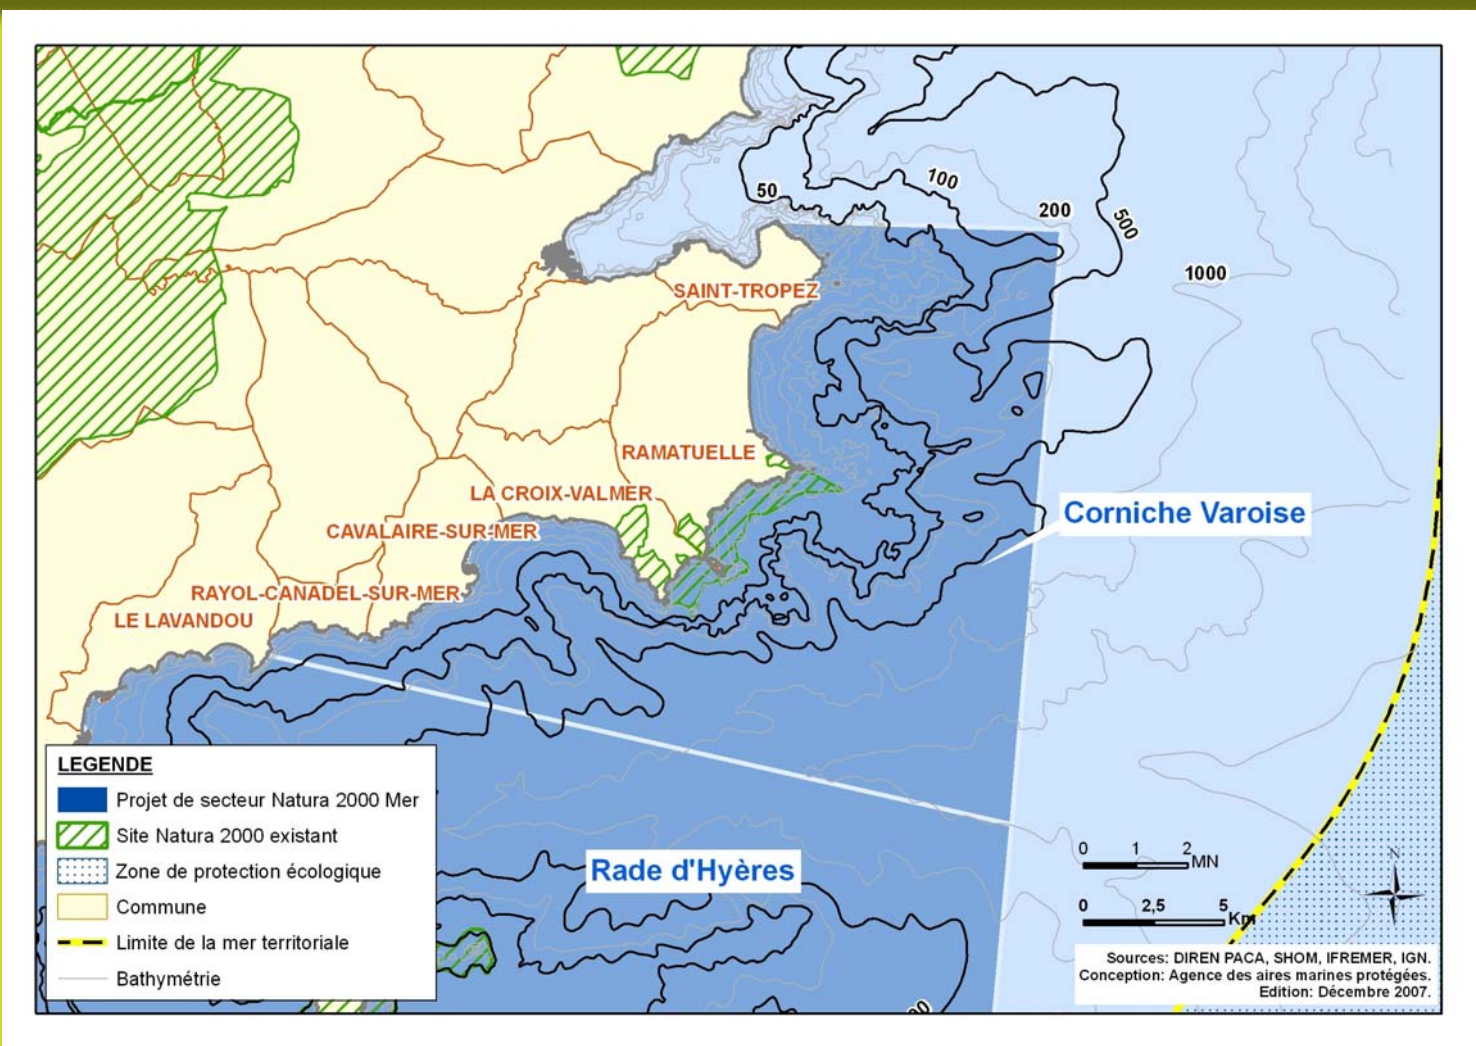 50
100
200
500
1000
SAINT-TROPEZ
RAMATUELLE
LA CROIX-VALMER
CAVALAIRE-SUR-MER
RAYOL-CANADEL-SUR-MER
LE LAVANDOU
Corniche Varoise
Rade d'Hyères
LEGENDE
Projet de secteur Natura 2000 Mer
Site Natura 2000 existant
Zone de protection écologique
Commune
Limite de la mer territoriale
Bathymétrie
0 1 2
MN
0 2,5 5
Km
N
Sources: DIREN PACA, SHOM, IFREMER, IGN.
Conception: Agence des aires marines protégées.
Edition: Décembre 2007.